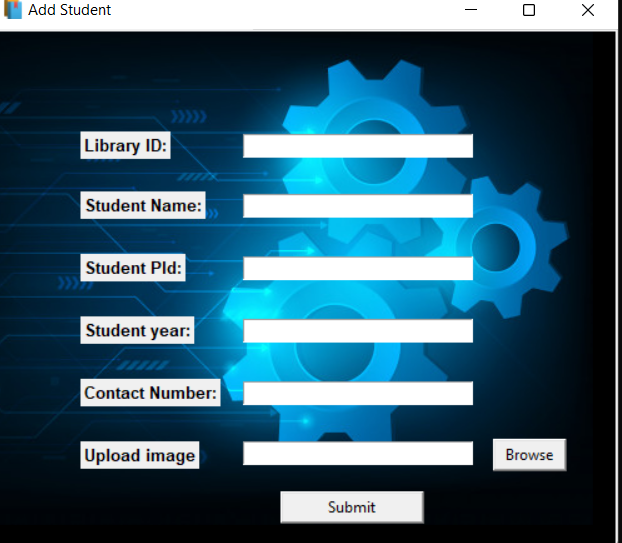 Add Student
Library ID:
Student Name:
Student PId:
Student year:
Contact Number:
Upload image
Browse
Submit